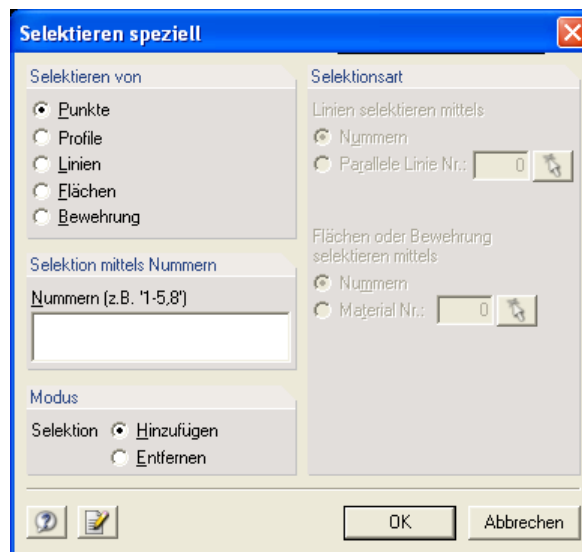 Selektieren speziell
Selektieren von
Punkte
Profile
Linien
Flächen
Bewehrung
Selektion mittels Nummern
Nummern (z.B. '1-5,8')
Modus
Selektion Hinzufügen
Entfernen
Selektionsart
Linien selektieren mittels
Nummern
Parallele Linie Nr.: 0
Flächen oder Bewehrung
selektieren mittels
Nummern
Material Nr.: 0
OK Abbrechen